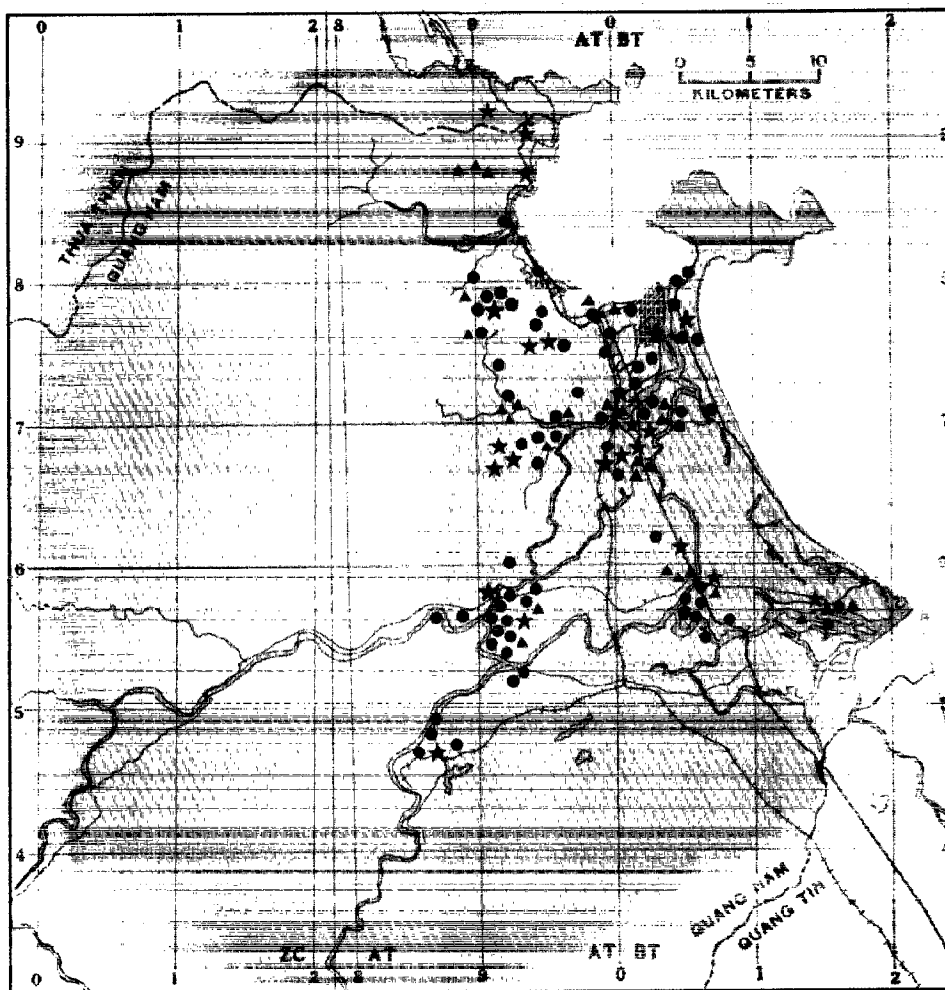 0 1 2 8 9 0 1 2
AT BT
0 5 10
KILOMETERS
9
THUA THIEN
QUANG NAM
8
7 7
6
5
4
QUANG NAM
QUANG TIN
ZC AT AT BT
0 1 2 8 9 0 1 2